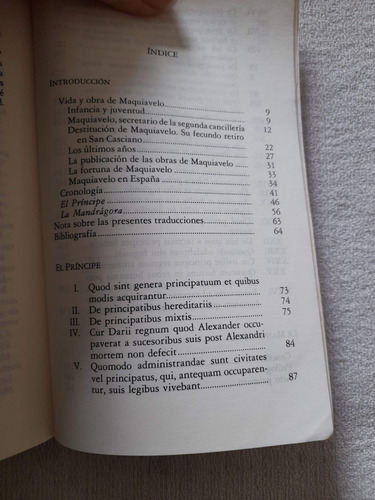 ÍNDICE
INTRODUCCIÓN
Vida y obra de Maquiavelo 9
Infancia y juventud 9
Maquiavelo, secretario de la segunda cancillería 12
Destitución de Maquiavelo. Su fecundo retiro
en San Casciano 22
Los últimos años 27
La publicación de las obras de Maquiavelo 31
La fortuna de Maquiavelo 33
Maquiavelo en España 34
Cronología 41
El Príncipe 46
La Mandrágora 56
Nota sobre las presentes traducciones 63
Bibliografía 64
EL PRÍNCIPE
I. Quod sint genera principatuum et quibus
modis acquirantur 73
II. De principatibus hereditariis 74
III. De principatibus mixtis 75
IV. Cur Darii regnum quod Alexander occu-
paverat a sucesoribus suis post Alexandri
mortem non defecit 84
V. Quomodo administrandae sunt civitates
vel principatus, qui, antequam occuparen-
tur, suis legibus vivebant 87